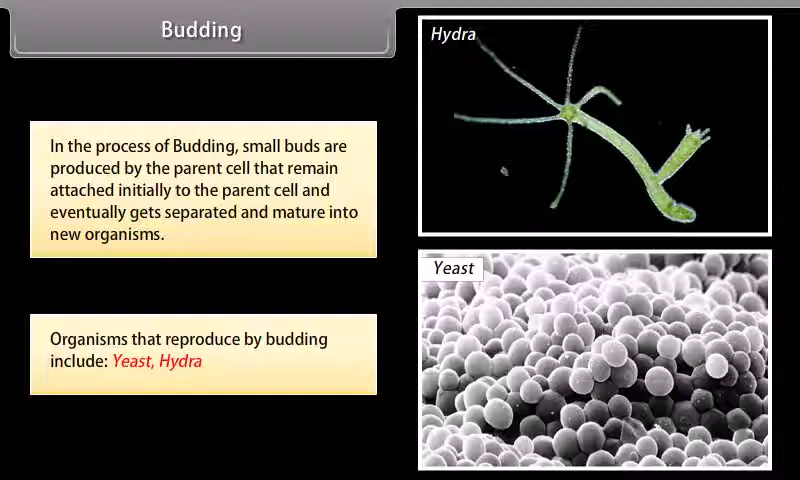 Budding
In the process of Budding, small buds are
produced by the parent cell that remain
attached initially to the parent cell and
eventually gets separated and mature into
new organisms.
Organisms that reproduce by budding
include: Yeast, Hydra
Hydra
Yeast